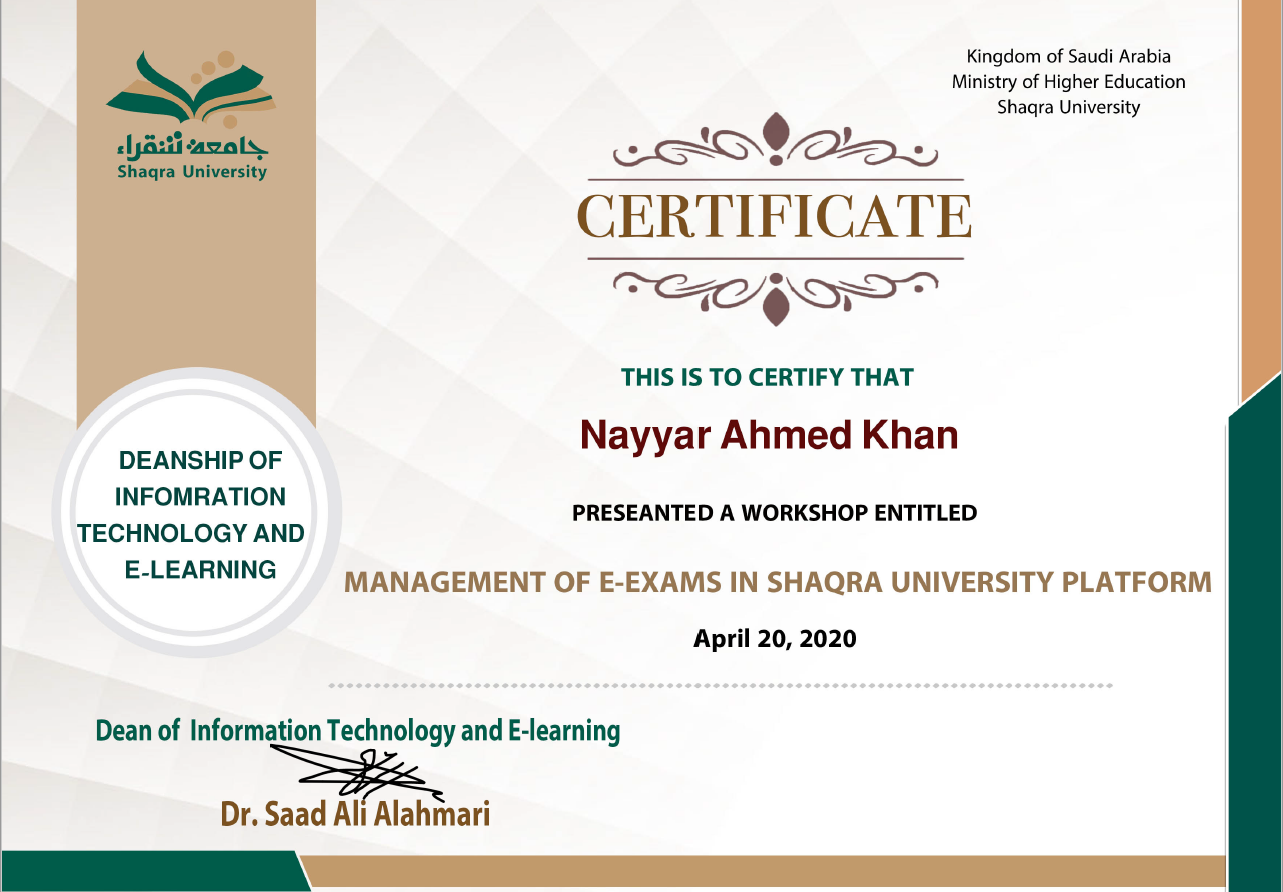 جامعة شقراء
Shaqra University
Kingdom of Saudi Arabia
Ministry of Higher Education
Shaqra University
CERTIFICATE
THIS IS TO CERTIFY THAT
Nayyar Ahmed Khan
PRESEANTED A WORKSHOP ENTITLED
MANAGEMENT OF E-EXAMS IN SHAQRA UNIVERSITY PLATFORM
April 20, 2020
DEANSHIP OF
INFOMRATION
TECHNOLOGY AND
E-LEARNING
Dean of Information Technology and E-learning
Dr. Saad Ali Alahmari